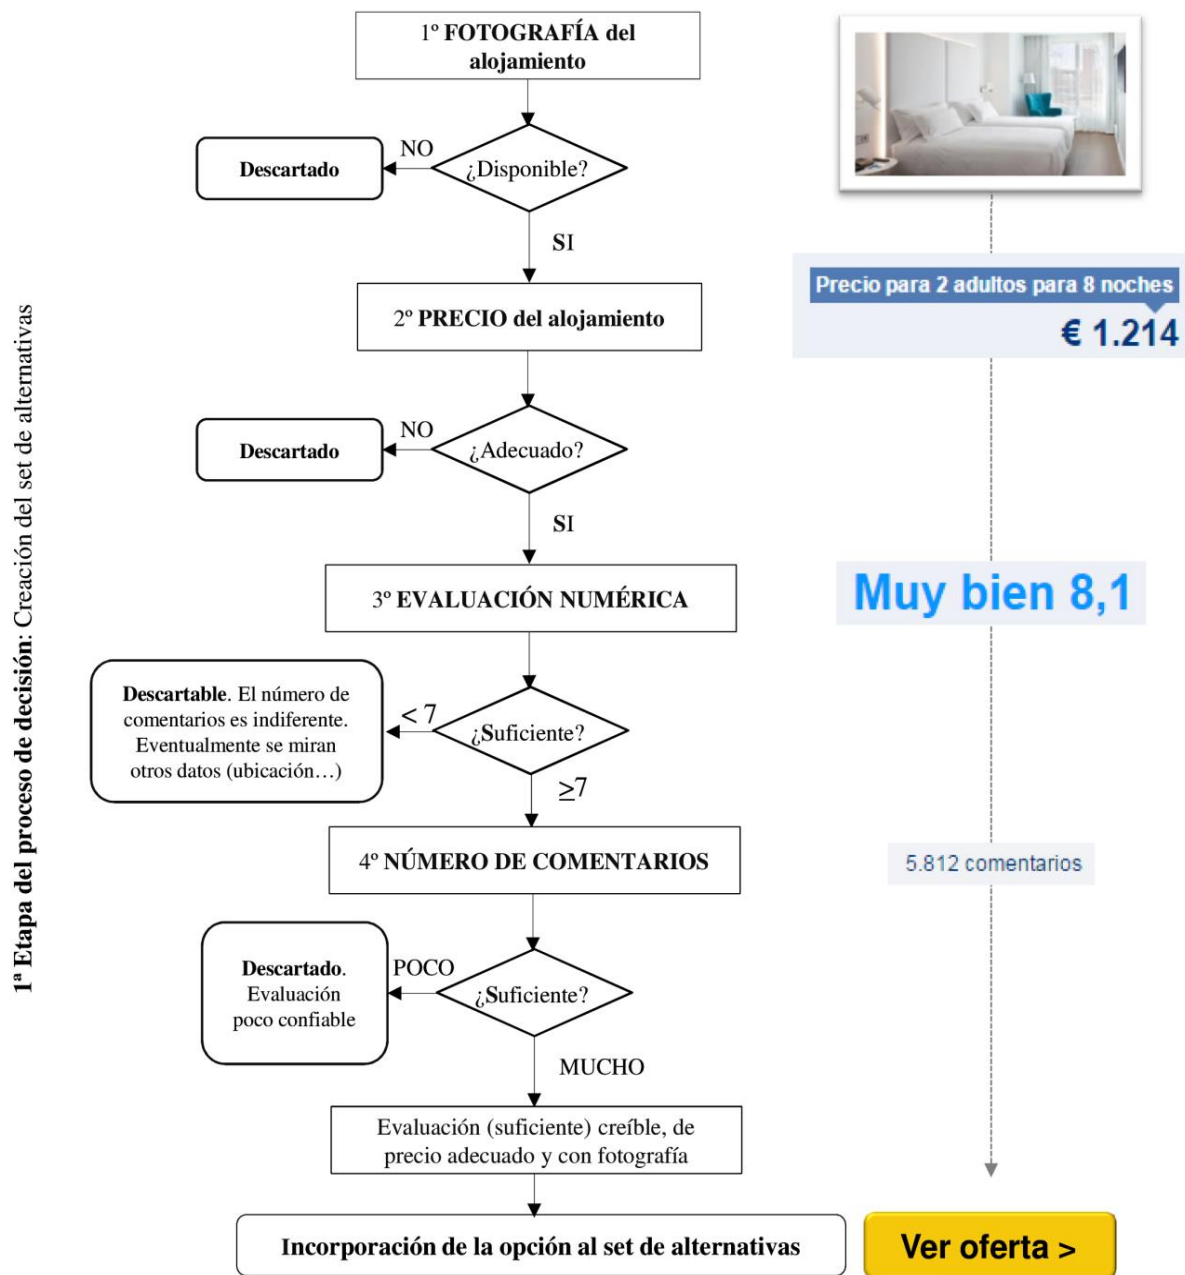 1º FOTOGRAFÍA del
alojamiento
¿Disponible?
NO
Descartado
SI
2º PRECIO del alojamiento
¿Adecuado?
NO
Descartado
SI
3º EVALUACIÓN NUMÉRICA
¿Suficiente?
< 7
Descartable. El número de
comentarios es indiferente.
Eventualmente se miran
otros datos (ubicación…)
≥7
4º NÚMERO DE COMENTARIOS
¿Suficiente?
POCO
Descartado.
Evaluación
poco confiable
MUCHO
Evaluación (suficiente) creíble, de
precio adecuado y con fotografía
Incorporación de la opción al set de alternativas
1ª Etapa del proceso de decisión: Creación del set de alternativas
Precio para 2 adultos para 8 noches
€ 1.214
Muy bien 8,1
5.812 comentarios
Ver oferta >